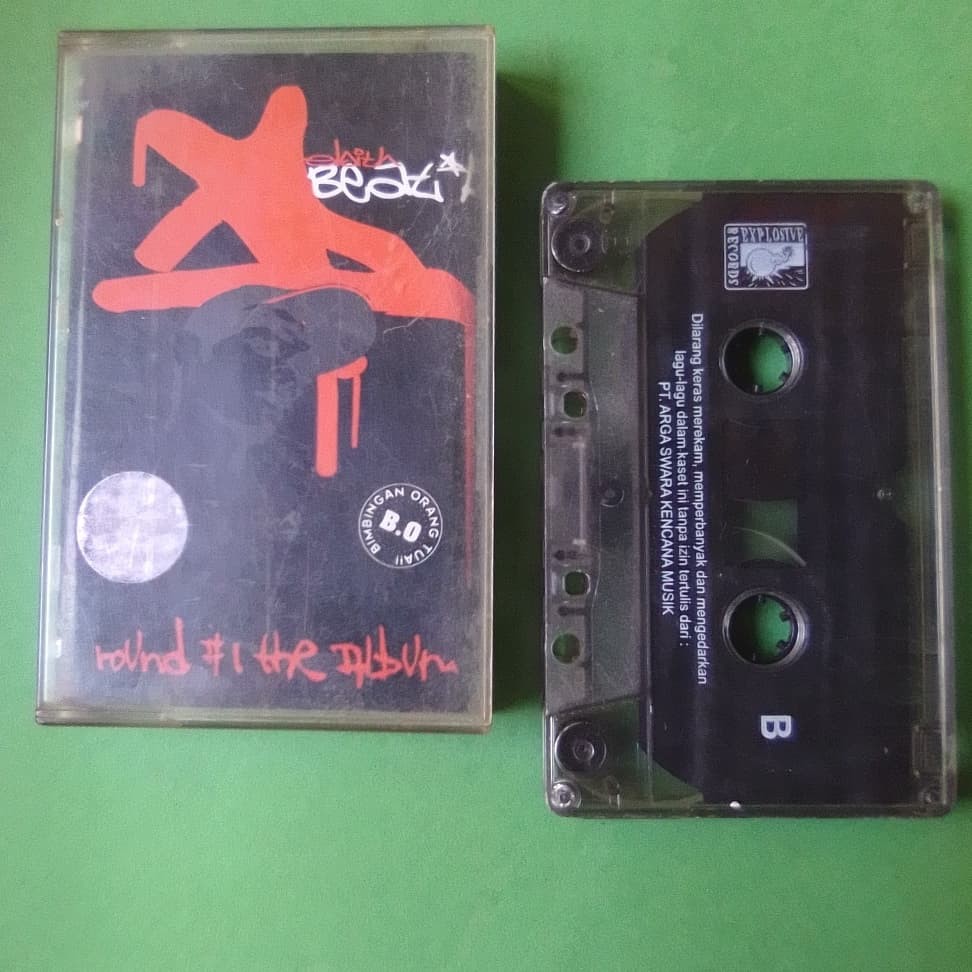 Beat
BIMBINGAN ORANG TUA!!
B.O
round #1 the Album
EXPLOSIVE
RECORDS
Dilarang keras merekam, memperbanyak dan mengedarkan
lagu-lagu dalam kaset ini tanpa izin tertulis dari :
PT. ARGA SWARA KENCANA MUSIK
B